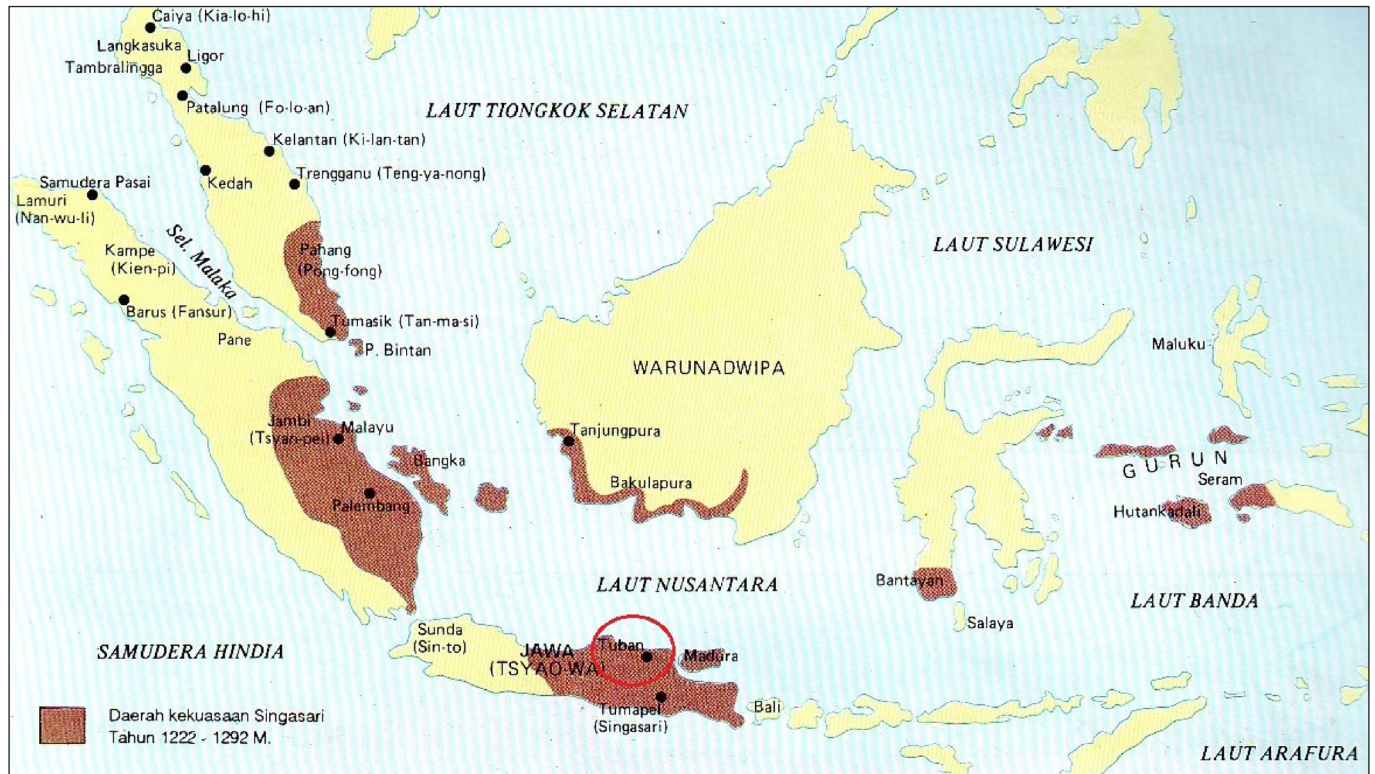 Caiya (Kia-lo-hi)
Langkasuka
Ligor
Tambralingga
Patalung (Fo-lo-an)
LAUT TIONGKOK SELATAN
Kelantan (Ki-lan-tan)
Kedah
Trengganu (Teng-ya-nong)
Samudera Pasai
Lamuri
(Nan-wu-li)
Sel. Malaka
Pahang
(Pong-fong)
LAUT SULAWESI
Kampe
(Kien-pi)
Barus (Fansur)
Pane
Tumasik (Tan-ma-si)
P. Bintan
Maluku
WARUNADWIPA
Jambi
(Tsyan-pei)
Malayu
Tanjungpura
Bangka
Bakulapura
GURUN
Seram
Palembang
Hutankadali
LAUT NUSANTARA
Bantayan
LAUT BANDA
Salaya
SAMUDERA HINDIA
Sunda
(Sin-to)
JAWA
(TSYAO-WA)
Tuban
Madura
Tumapel
(Singasari)
Bali
Daerah kekuasaan Singasari
Tahun 1222 - 1292 M.
LAUT ARAFURA